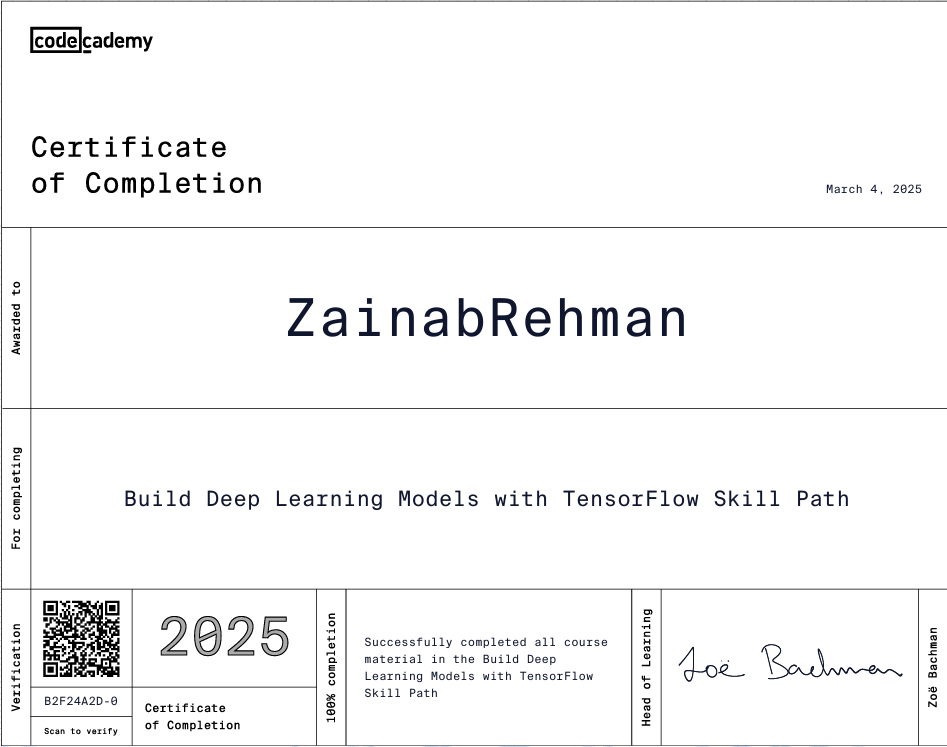 codecademy
Certificate
of Completion
March 4, 2025
Awarded to
ZainabRehman
For completing
Build Deep Learning Models with TensorFlow Skill Path
Verification
B2F24A2D-0
Scan to verify
2025
Certificate
of Completion
100% completion
Successfully completed all course
material in the Build Deep
Learning Models with TensorFlow
Skill Path
Head of Learning
Zoë Bachman
Zoë Bachman